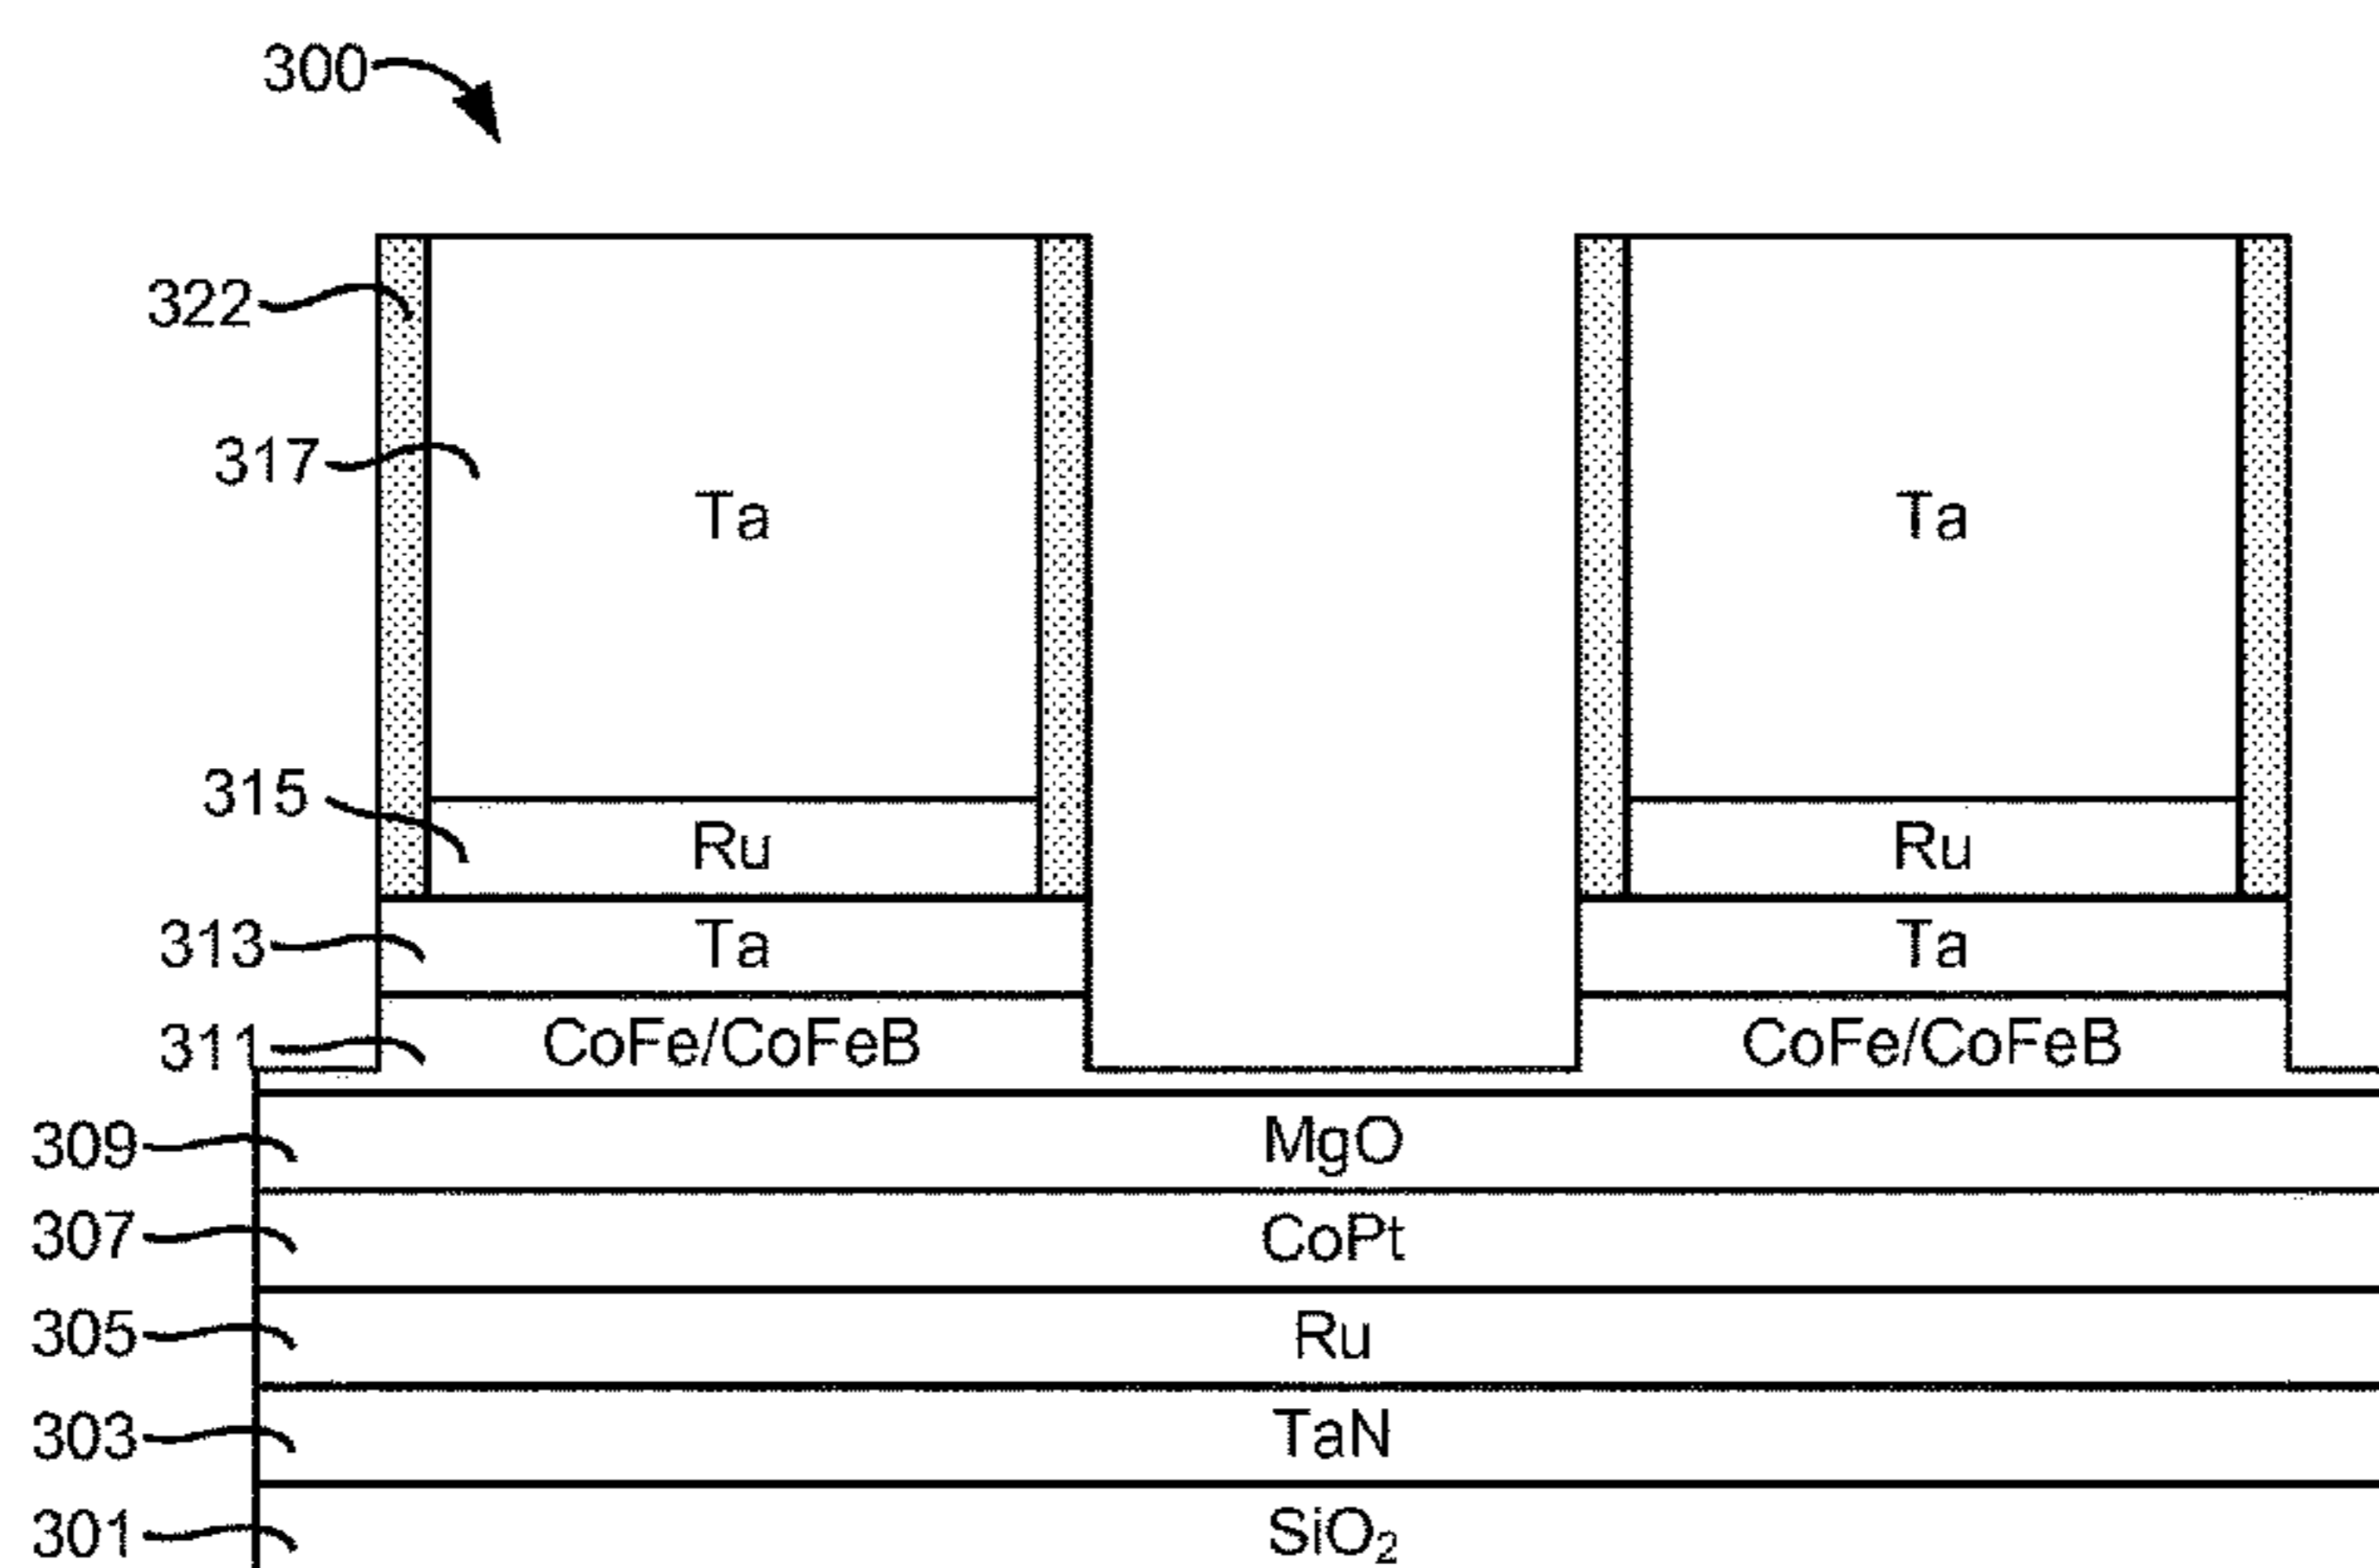 300
322
317 Ta Ta
315 Ru Ru
313 Ta Ta
311 CoFe/CoFeB CoFe/CoFeB
309 MgO
307 CoPt
305 Ru
303 TaN
301 SiO₂